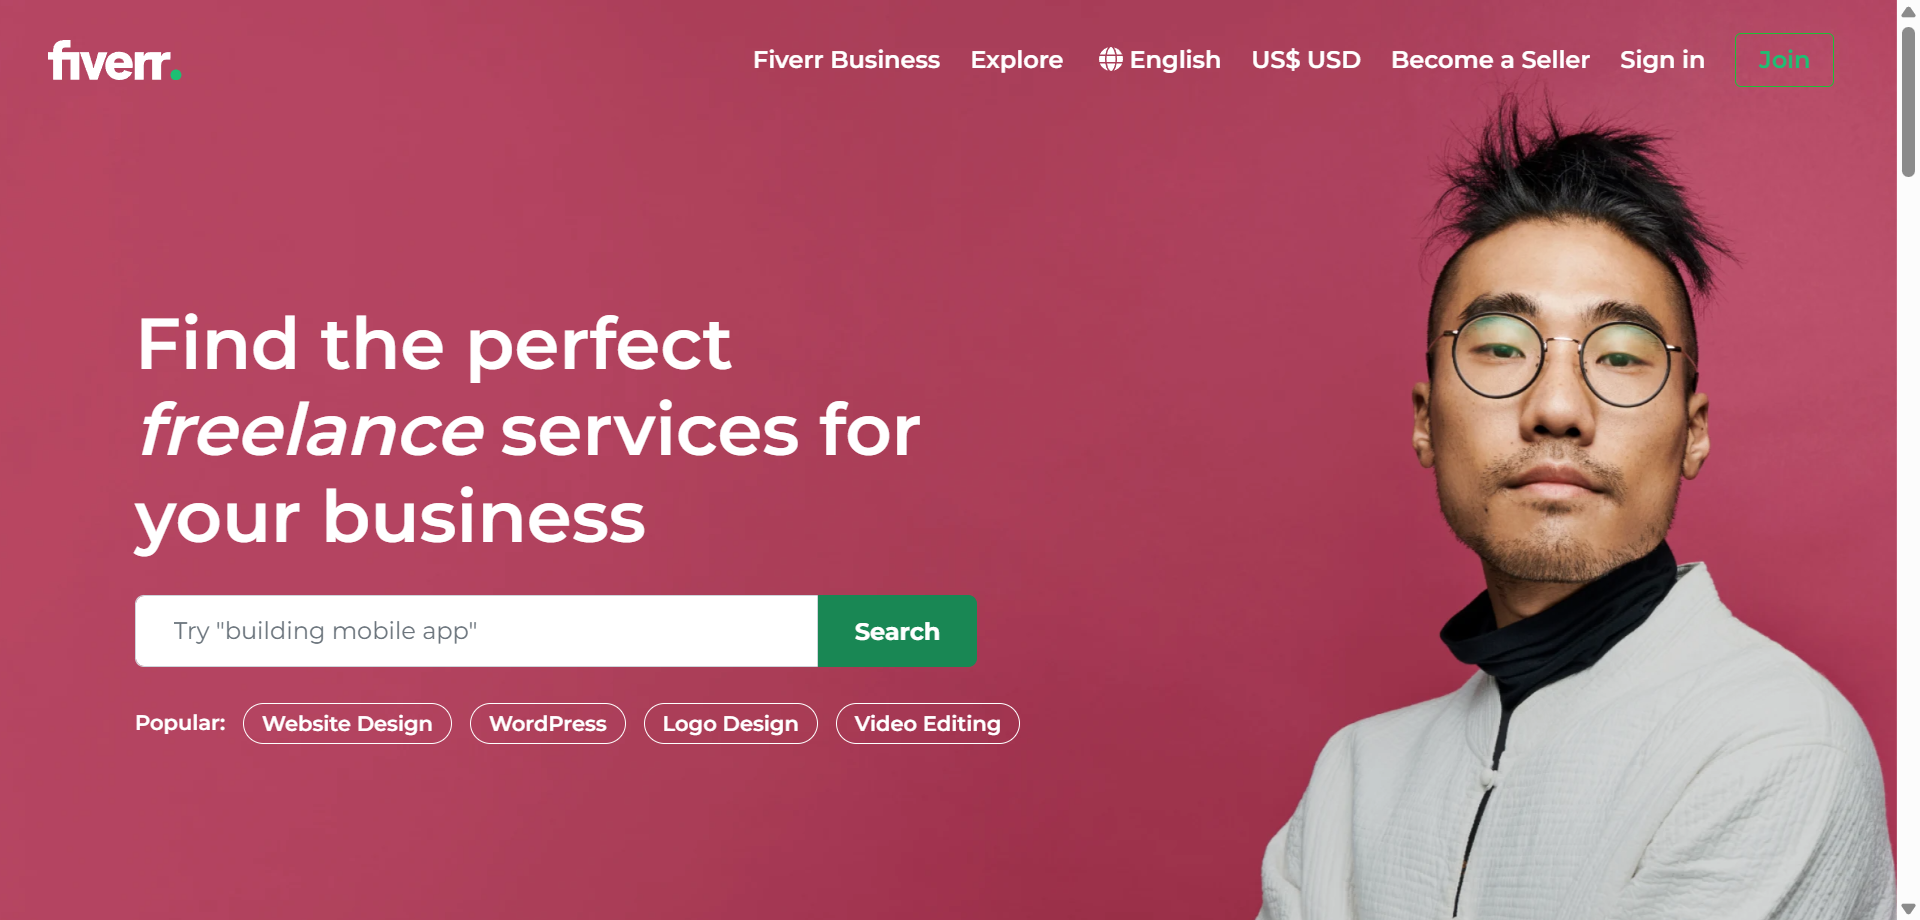 fiverr.
Fiverr Business Explore English US$ USD Become a Seller Sign in Join
Find the perfect
freelance services for
your business
Try "building mobile app" Search
Popular: Website Design WordPress Logo Design Video Editing